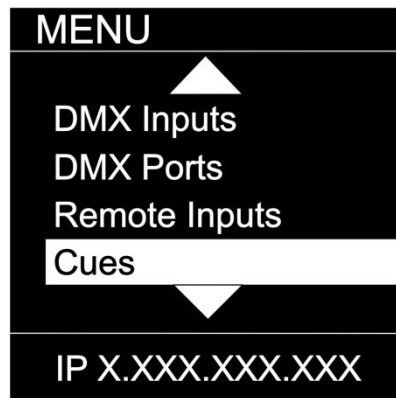 MENU
DMX Inputs
DMX Ports
Remote Inputs
Cues
IP X.XXX.XXX.XXX